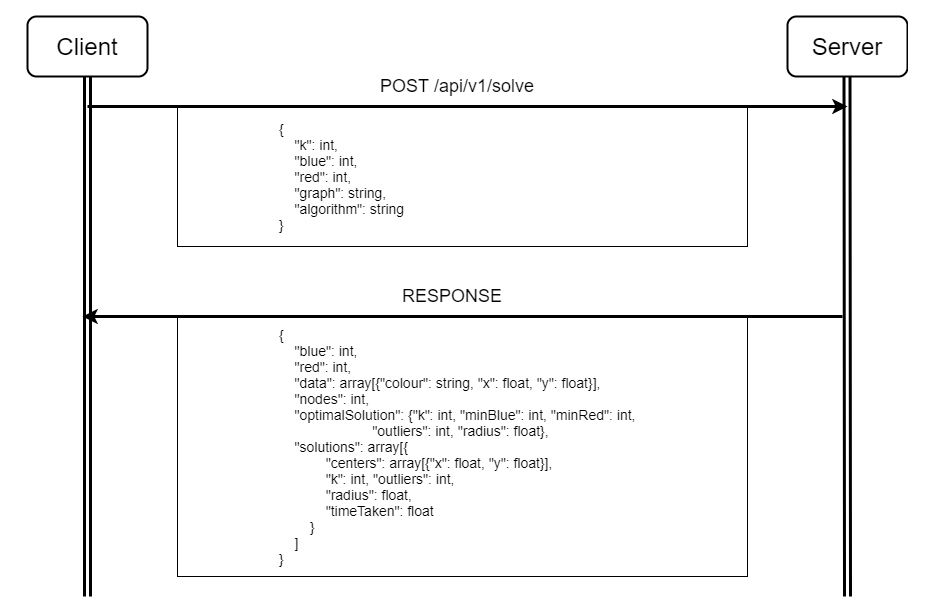 Client
Server
POST /api/v1/solve
{
"k": int,
"blue": int,
"red": int,
"graph": string,
"algorithm": string
}
RESPONSE
{
"blue": int,
"red": int,
"data": array[{"colour": string, "x": float, "y": float}],
"nodes": int,
"optimalSolution": {"k": int, "minBlue": int, "minRed": int,
"outliers": int, "radius": float},
"solutions": array[{
"centers": array[{"x": float, "y": float}],
"k": int, "outliers": int,
"radius": float,
"timeTaken": float
}
]
}